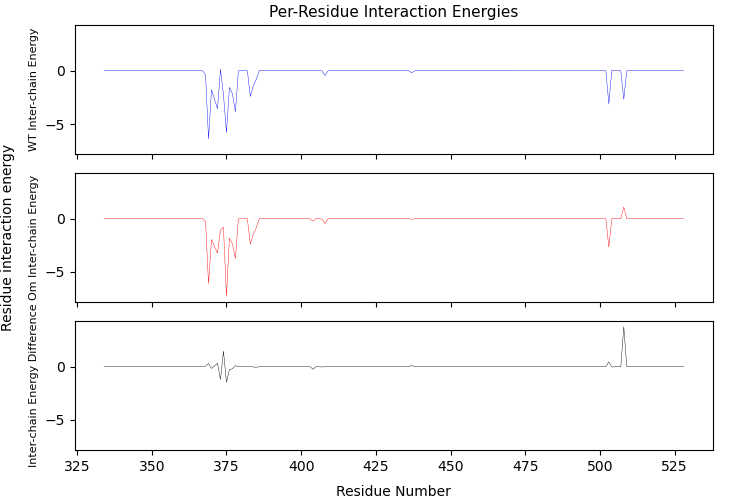 Per-Residue Interaction Energies
Residue interaction energy
WT Inter-chain Energy
0
−5
Om Inter-chain Energy
0
−5
Inter-chain Energy Difference
0
−5
325 350 375 400 425 450 475 500 525
Residue Number